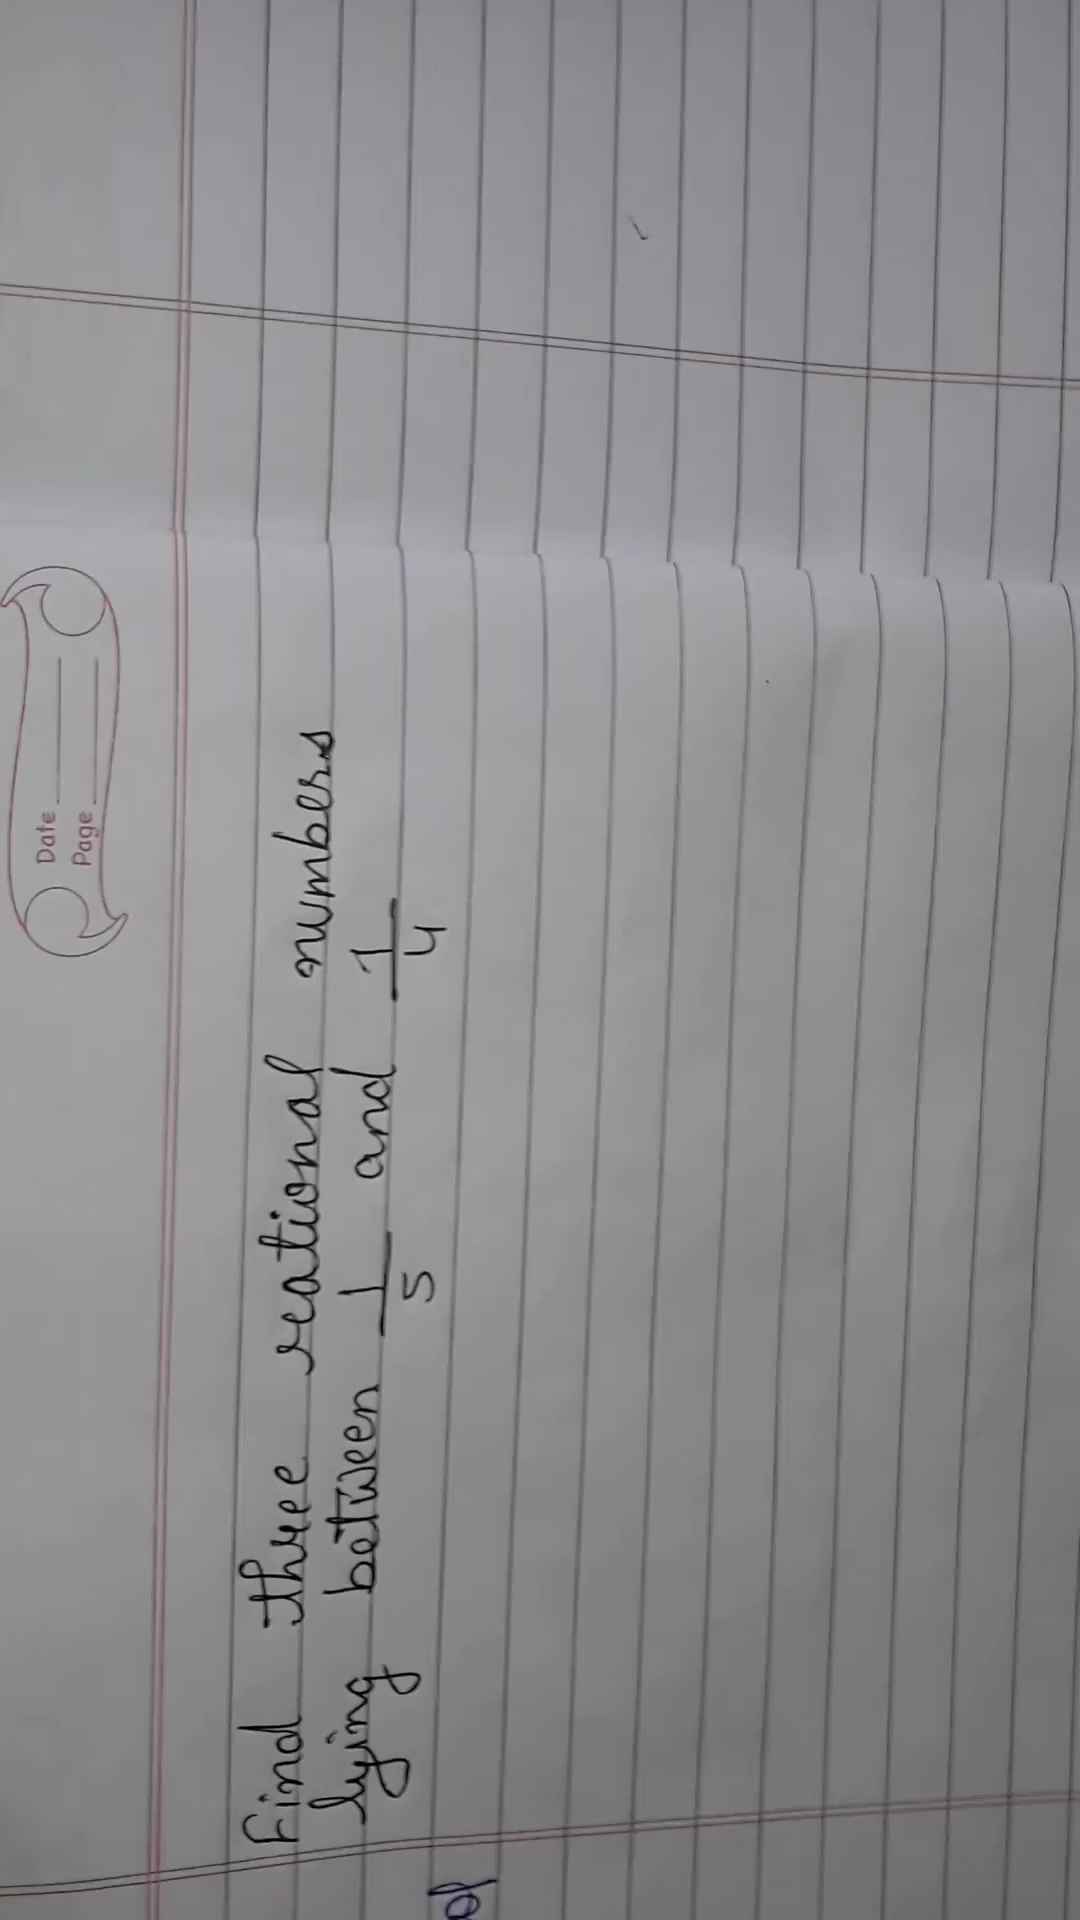 Date
Page
Find three rational numbers
lying between 1/5 and 1/4